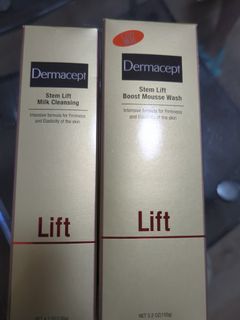 Dermacept
Stem Lift
Milk Cleansing
Intensive formula for Firmness
and Elasticity of the skin
Lift
Dermacept
Stem Lift
Boost Mousse Wash
Intensive formula for Firmness
and Elasticity of the skin
Lift